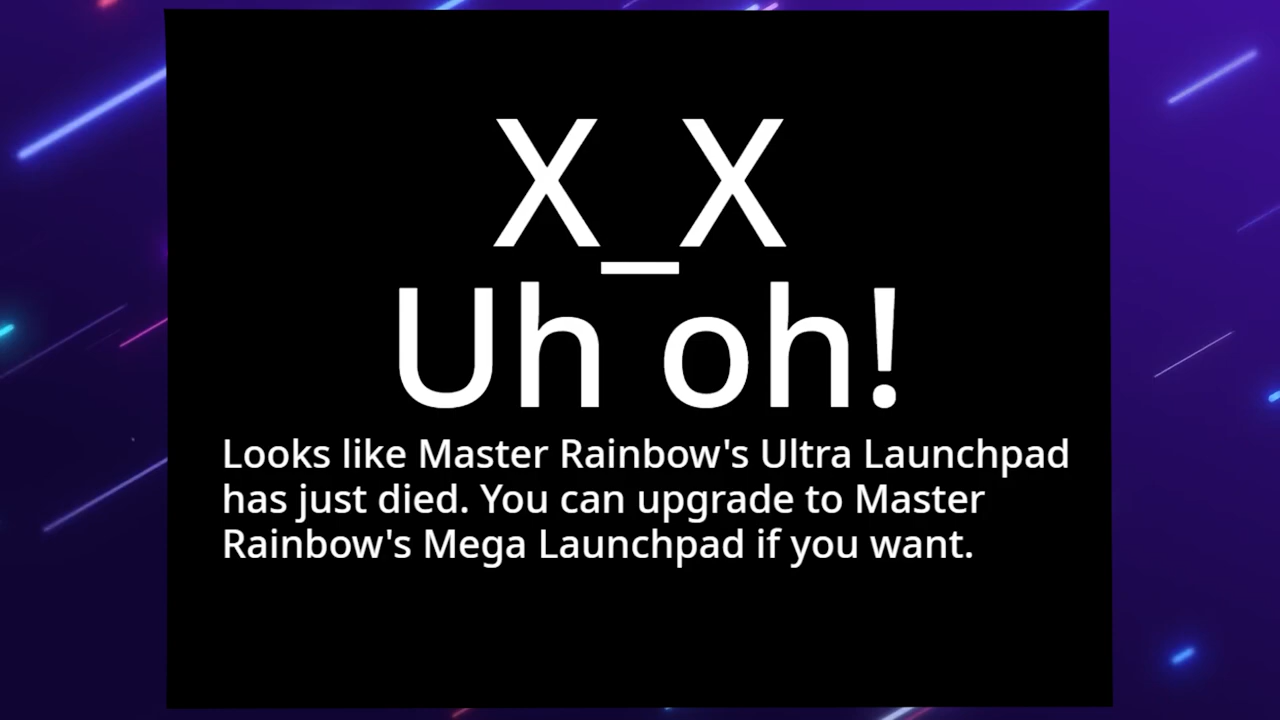 X_X
Uh oh!
Looks like Master Rainbow's Ultra Launchpad
has just died. You can upgrade to Master
Rainbow's Mega Launchpad if you want.